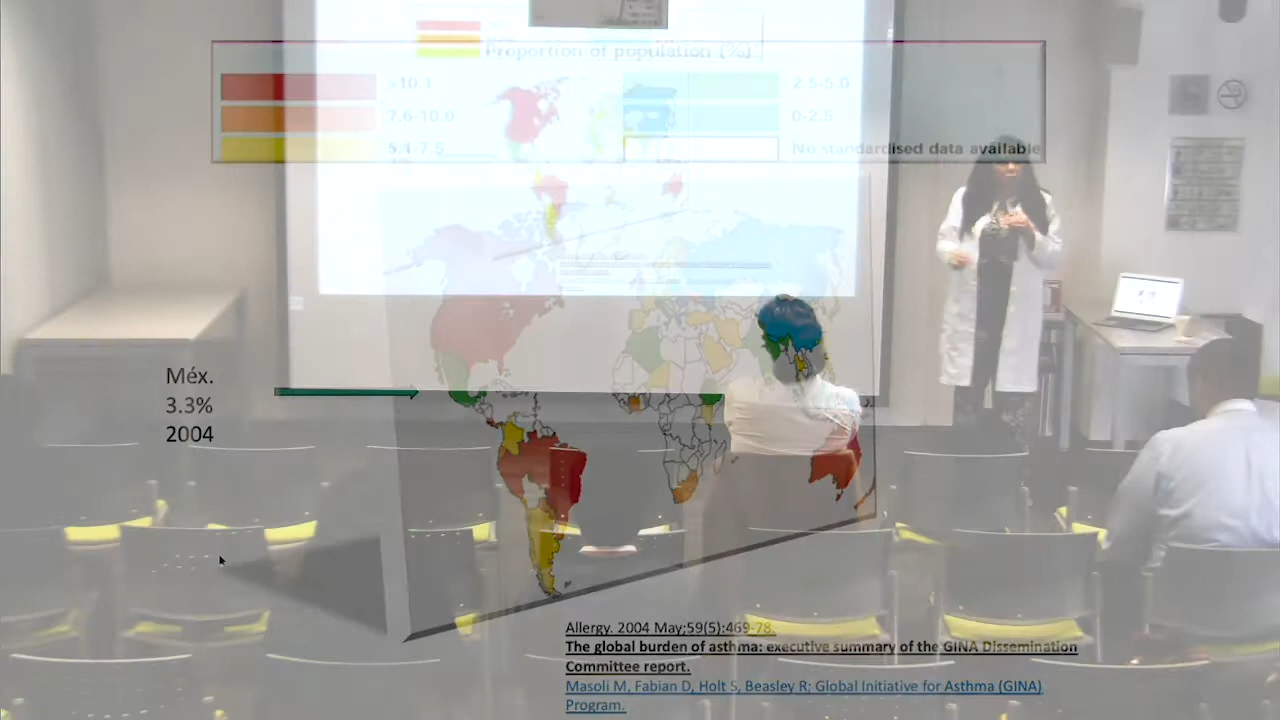 Proportion of population (%)
>10.1
7.6-10.0
5.1-7.5
2.5-5.0
0-2.5
No standardised data available
Méx.
3.3%
2004
Allergy. 2004 May;59(5):469-78.
The global burden of asthma: executive summary of the GINA Dissemination
Committee report.
Masoli M, Fabian D, Holt S, Beasley R; Global Initiative for Asthma (GINA)
Program.